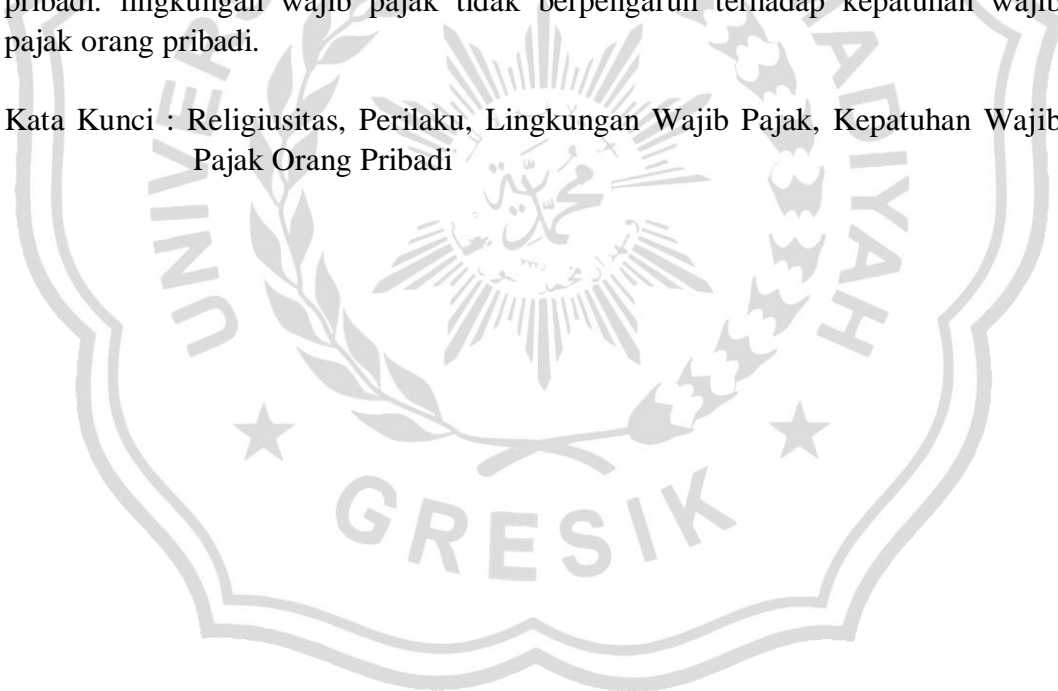 pribadi. lingkungan wajib pajak tidak berpengaruh terhadap kepatuhan wajib
pajak orang pribadi.
Kata Kunci : Religiusitas, Perilaku, Lingkungan Wajib Pajak, Kepatuhan Wajib
Pajak Orang Pribadi
GRESIK